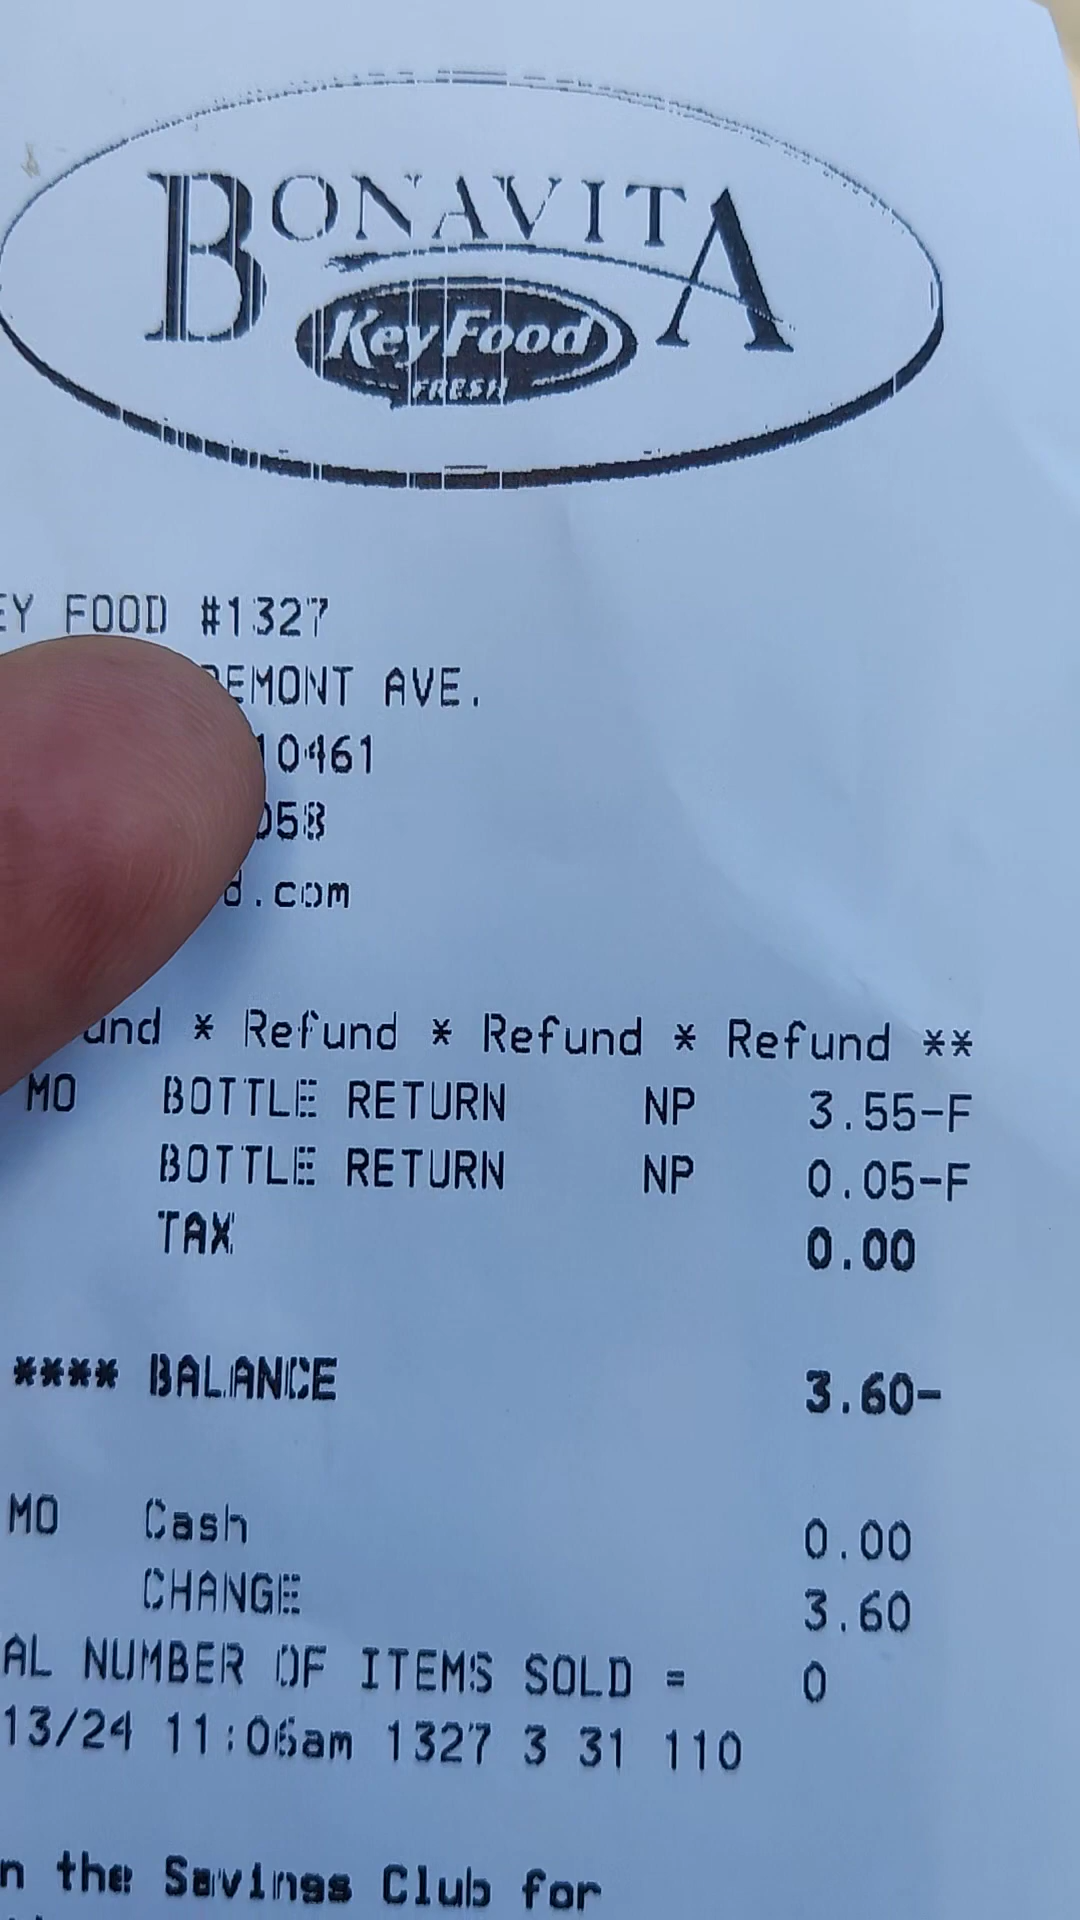 BONAVITA
KeyFood
FRESH
EY FOOD #1327
REMONT AVE.
10461
058
d.com
und * Refund * Refund * Refund **
MO BOTTLE RETURN NP 3.55-F
BOTTLE RETURN NP 0.05-F
TAX 0.00
**** BALANCE 3.60-
MO Cash 0.00
CHANGE 3.60
AL NUMBER OF ITEMS SOLD = 0
13/24 11:06am 1327 3 31 110
n the Savings Club for